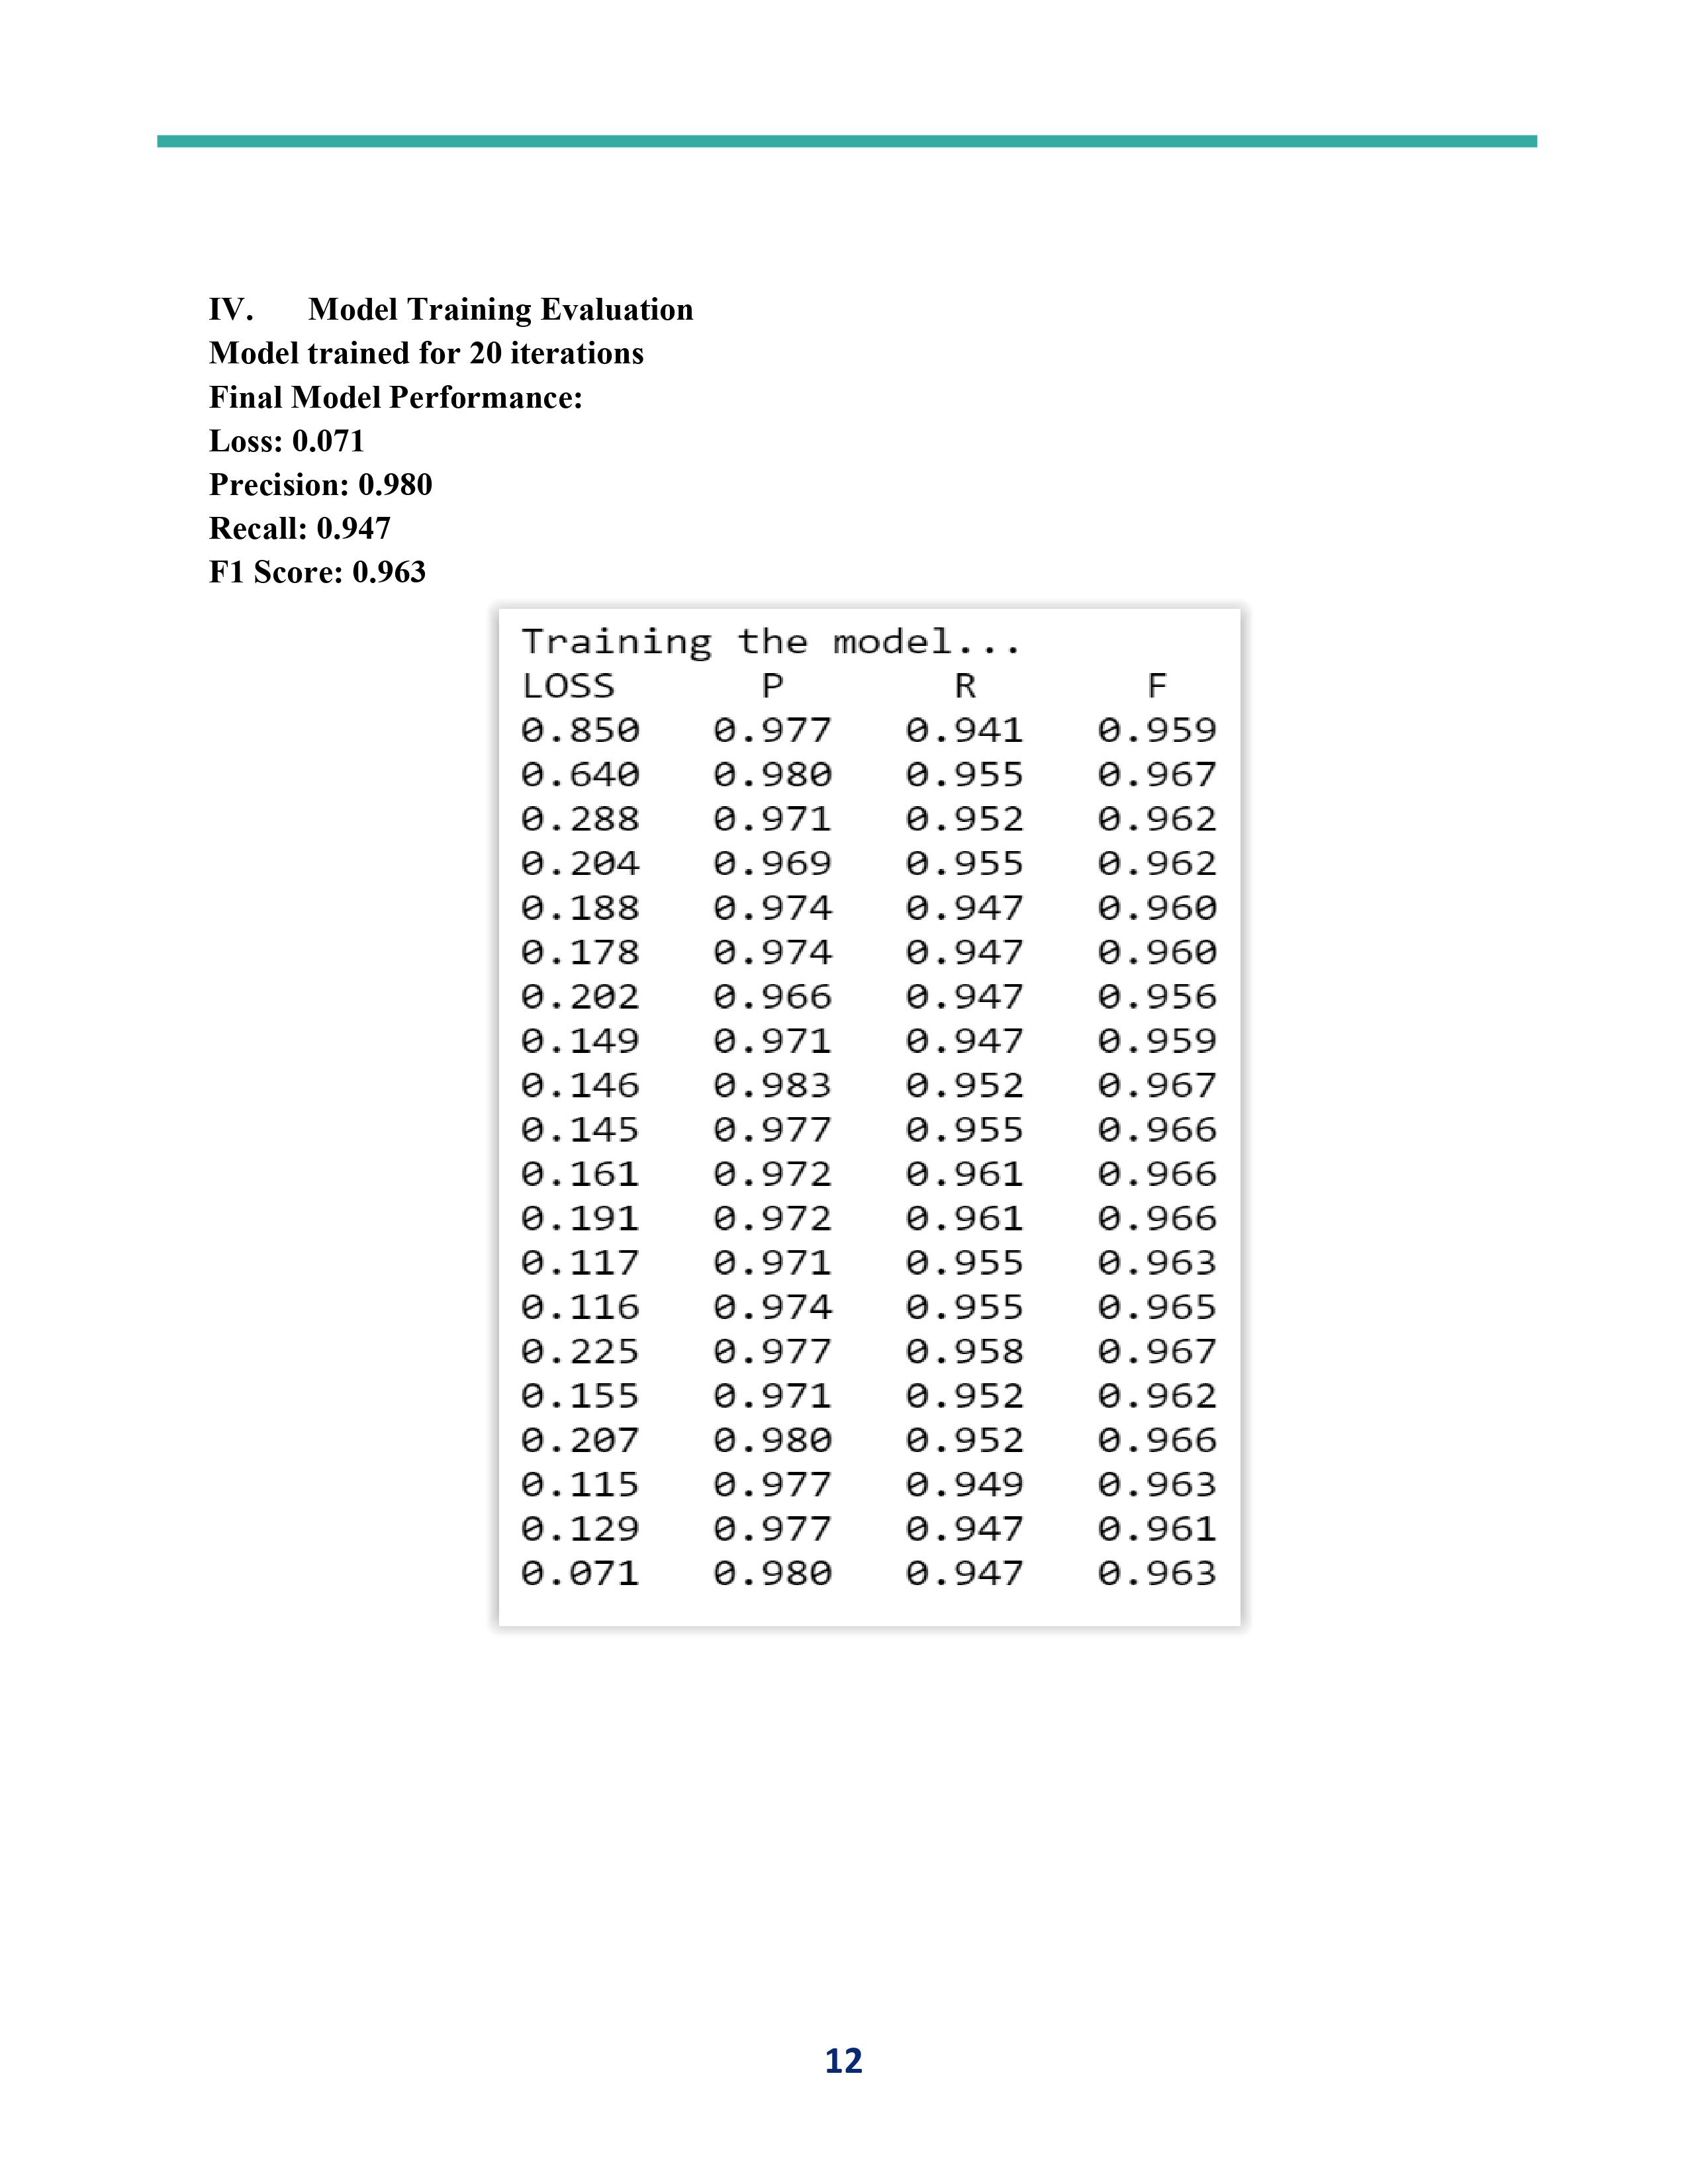 IV. Model Training Evaluation
Model trained for 20 iterations
Final Model Performance:
Loss: 0.071
Precision: 0.980
Recall: 0.947
F1 Score: 0.963
Training the model...
LOSS P R F
0.850 0.977 0.941 0.959
0.640 0.980 0.955 0.967
0.288 0.971 0.952 0.962
0.204 0.969 0.955 0.962
0.188 0.974 0.947 0.960
0.178 0.974 0.947 0.960
0.202 0.966 0.947 0.956
0.149 0.971 0.947 0.959
0.146 0.983 0.952 0.967
0.145 0.977 0.955 0.966
0.161 0.972 0.961 0.966
0.191 0.972 0.961 0.966
0.117 0.971 0.955 0.963
0.116 0.974 0.955 0.965
0.225 0.977 0.958 0.967
0.155 0.971 0.952 0.962
0.207 0.980 0.952 0.966
0.115 0.977 0.949 0.963
0.129 0.977 0.947 0.961
0.071 0.980 0.947 0.963
12